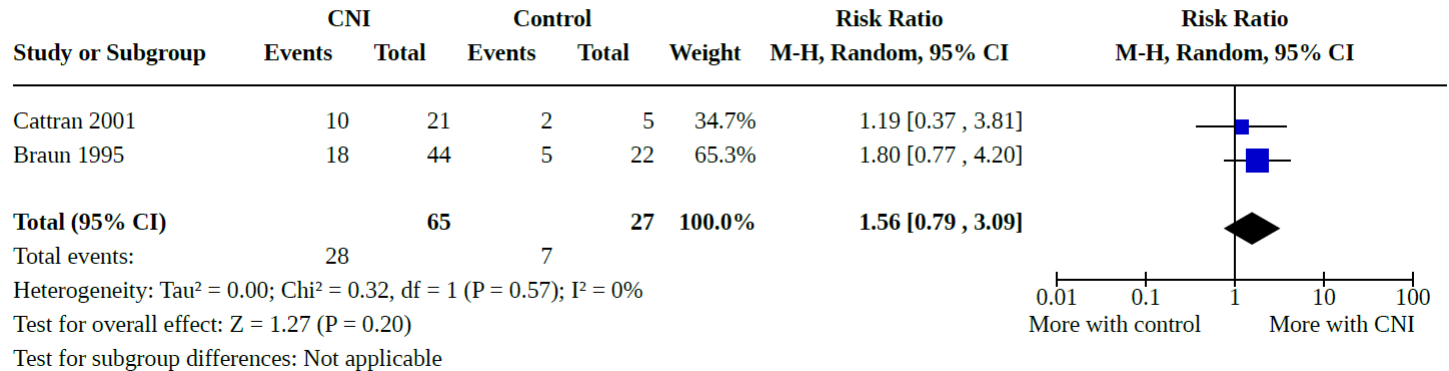 CNI Control Risk Ratio Risk Ratio
Study or Subgroup Events Total Events Total Weight M-H, Random, 95% CI M-H, Random, 95% CI
Cattran 2001 10 21 2 5 34.7% 1.19 [0.37 , 3.81]
Braun 1995 18 44 5 22 65.3% 1.80 [0.77 , 4.20]
Total (95% CI) 65 27 100.0% 1.56 [0.79 , 3.09]
Total events: 28 7
Heterogeneity: Tau² = 0.00; Chi² = 0.32, df = 1 (P = 0.57); I² = 0%
0.01 0.1 1 10 100
Test for overall effect: Z = 1.27 (P = 0.20)
More with control More with CNI
Test for subgroup differences: Not applicable